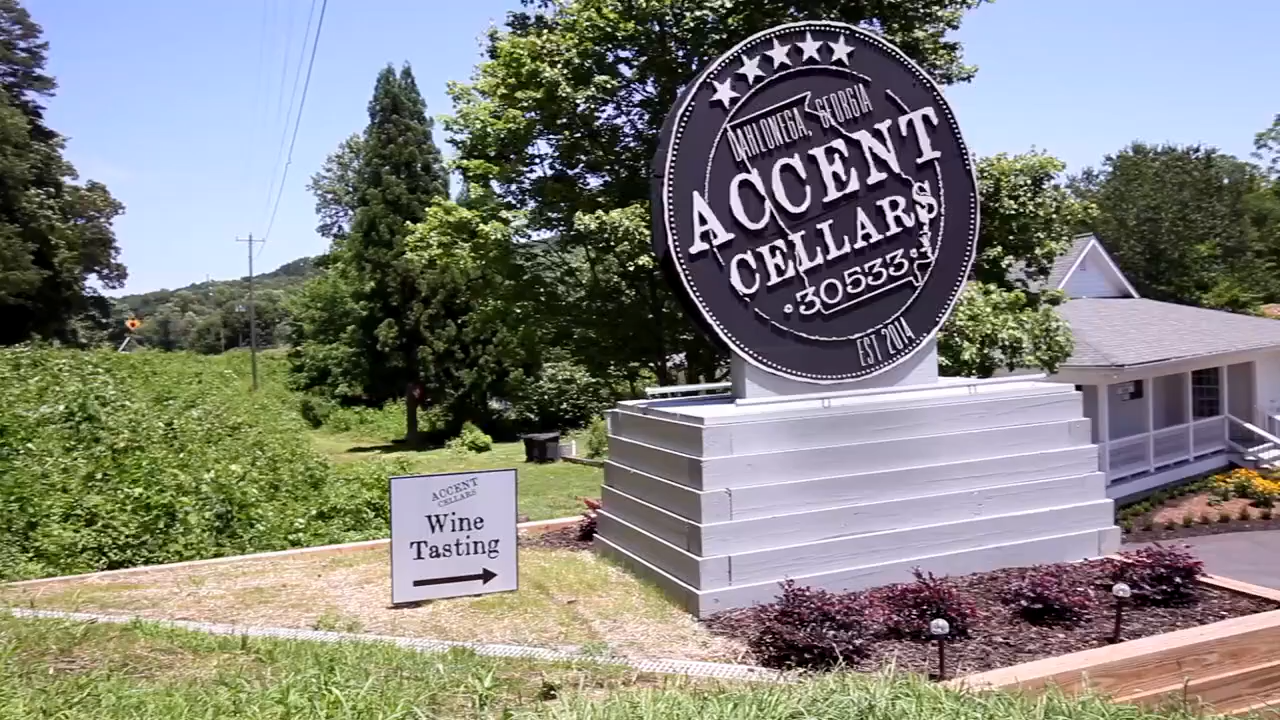 DAHLONEGA, GEORGIA
ACCENT
CELLARS
30533
EST 2014
ACCENT
CELLARS
Wine
Tasting